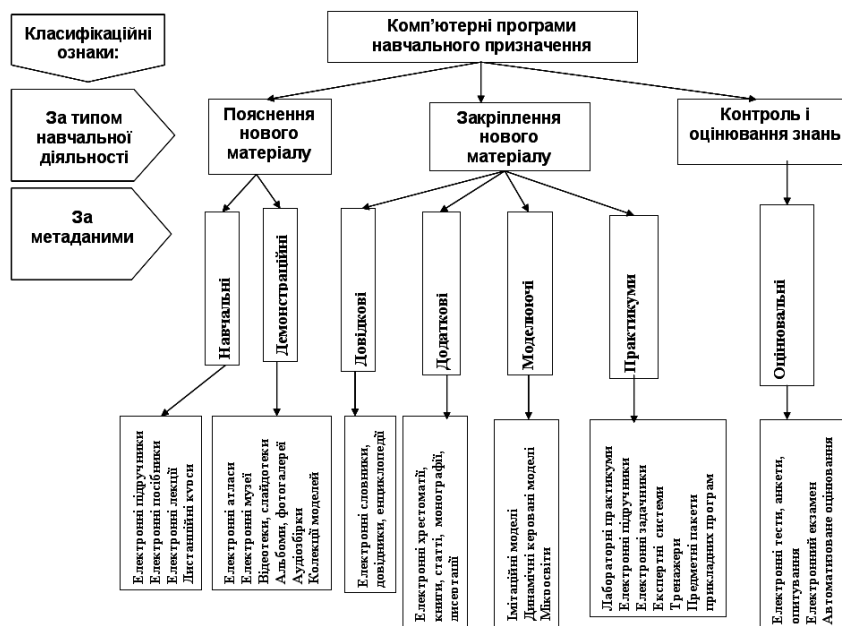 Класифікаційні
ознаки:
Комп’ютерні програми
навчального призначення
За типом
навчальної
діяльності
Пояснення
нового
матеріалу
Закріплення
нового
матеріалу
Контроль і
оцінювання знань
За
метаданими
Навчальні
Демонстраційні
Довідкові
Додаткові
Моделюючі
Практикуми
Оцінювальні
Електронні підручники
Електронні посібники
Електронні лекції
Дистанційні курси
Електронні атласи
Електронні музеї
Відеотеки, слайдотеки
Альбоми, фотогалереї
Аудіозбірки
Колекції моделей
Електронні словники,
довідники, енциклопедії
Електронні хрестоматії,
книги, статті, монографії,
дисертації
Імітаційні моделі
Динамічні керовані моделі
Мікросвіти
Лабораторні практикуми
Електронні підручники
Електронні задачники
Експертні системи
Тренажери
Предметні пакети
прикладних програм
Електронні тести, анкети,
опитування
Електронний екзамен
Автоматизоване оцінювання